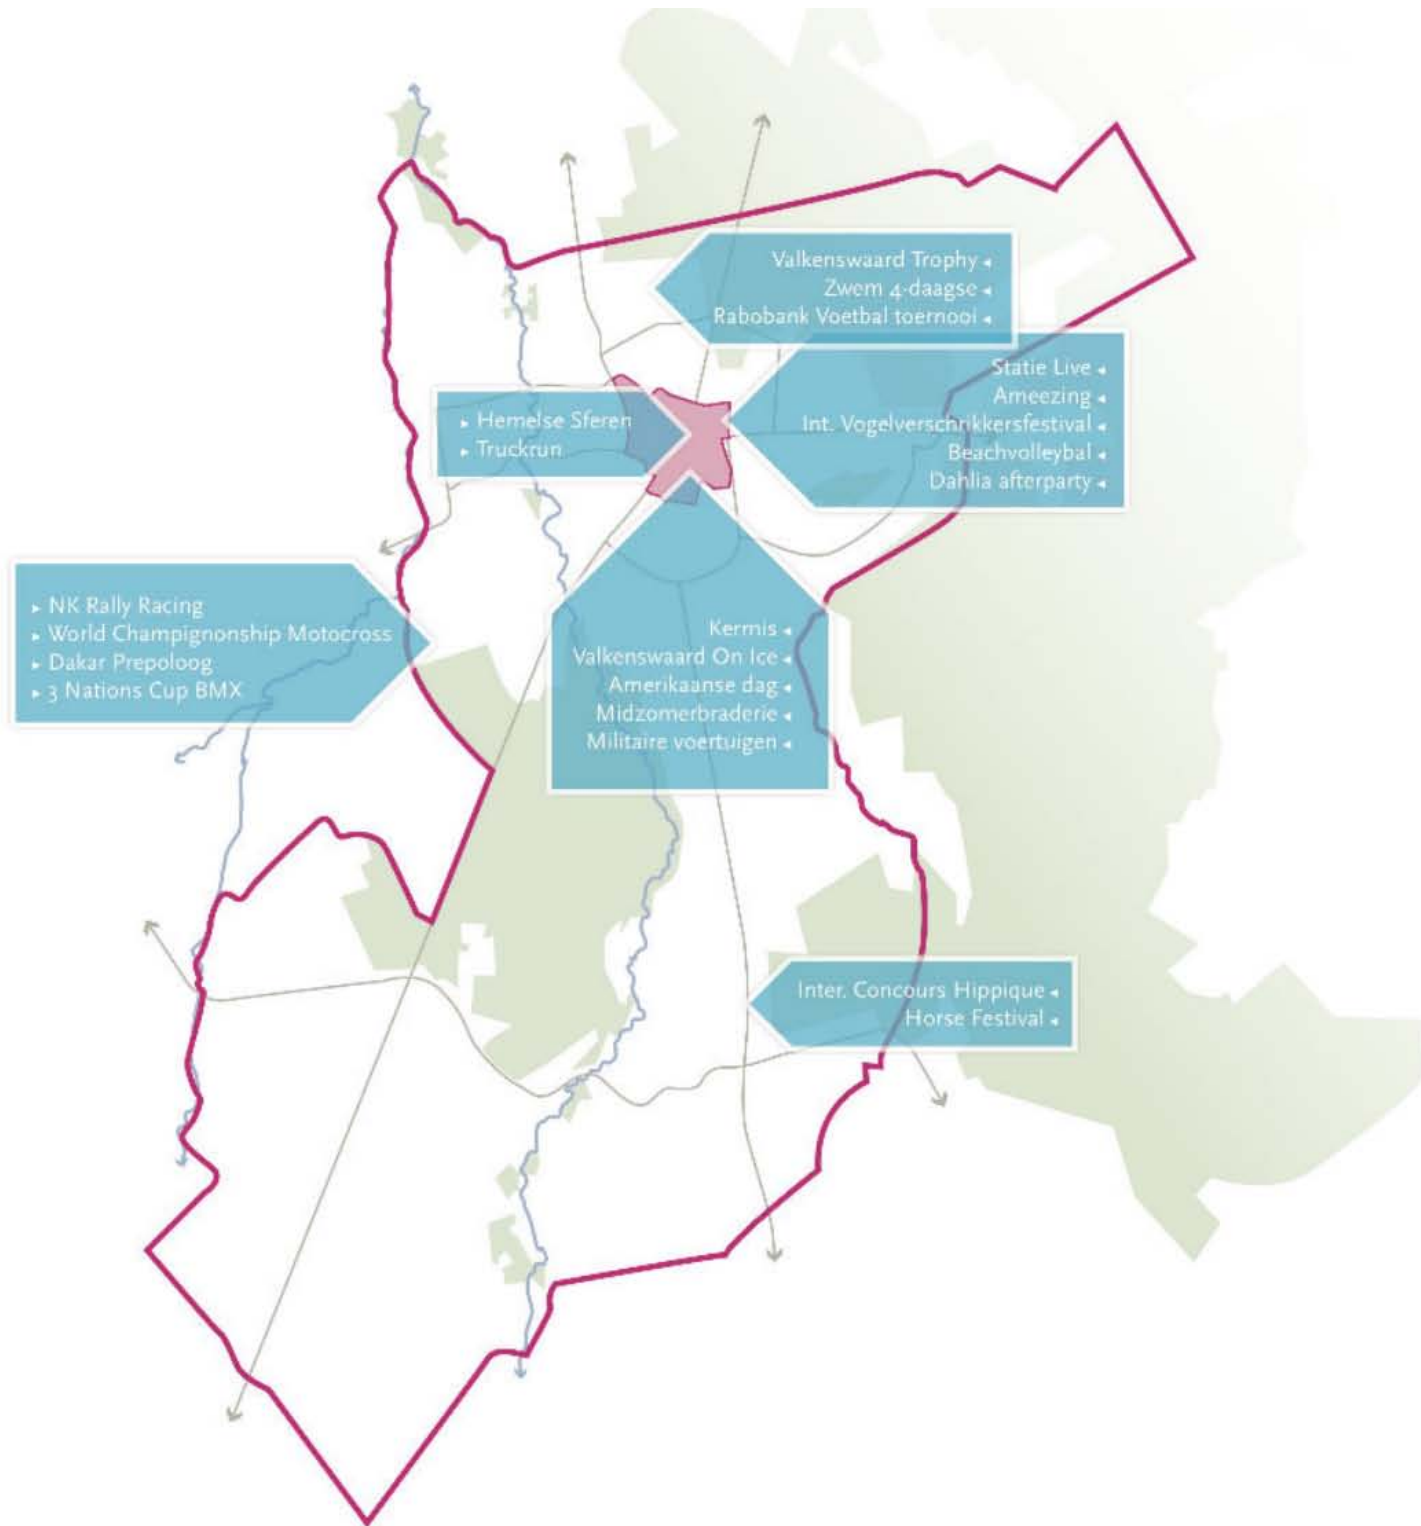 Valkenswaard Trophy
Zwem 4-daagse
Rabobank Voetbal toernooi
Statie Live
Ameezing
Int. Vogelverschrikkersfestival
Beachvolleybal
Dahlia afterparty
Hemelse Sferen
Truckrun
NK Rally Racing
World Champignonship Motocross
Dakar Prepoloog
3 Nations Cup BMX
Kermis
Valkenswaard On Ice
Amerikaanse dag
Midzomerbraderie
Militaire voertuigen
Inter. Concours Hippique
Horse Festival